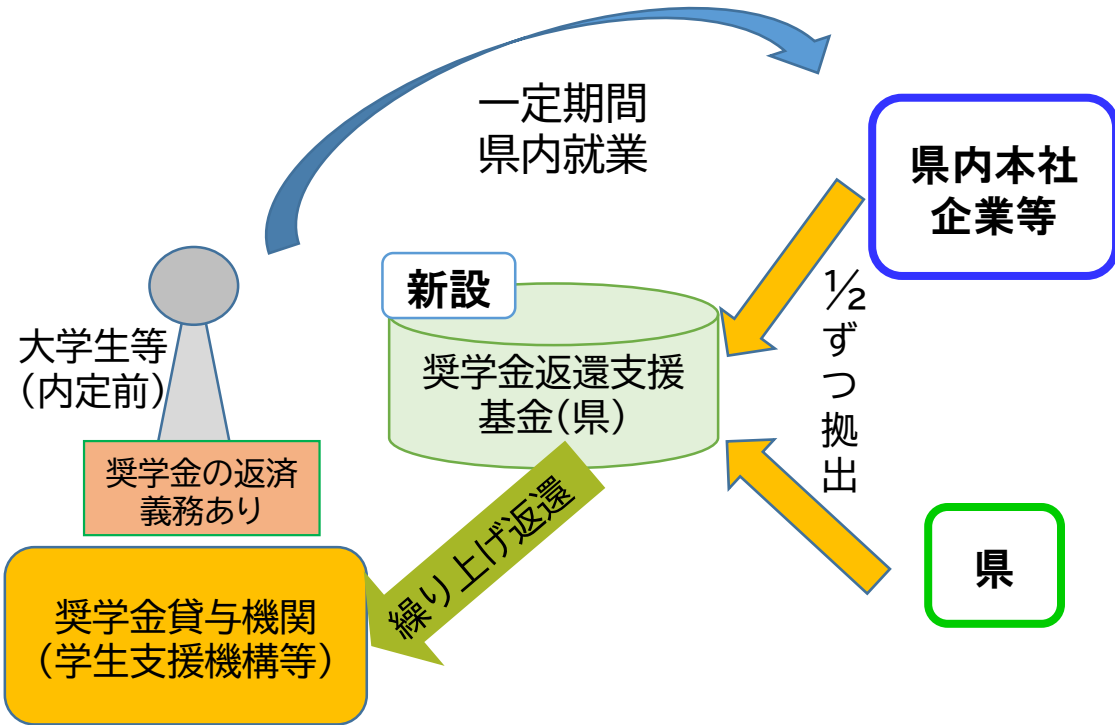 一定期間
県内就業
県内本社
企業等
新設
½
ずつ拠出
大学生等
（内定前）
奨学金返還支援
基金（県）
奨学金の返済
義務あり
繰り上げ返還
県
奨学金貸与機関
（学生支援機構等）